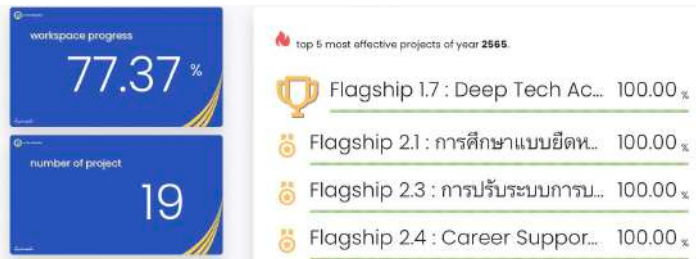 workspace progress
77.37 %
number of project
19
top 5 most effective projects of year 2565.
Flagship 1.7 : Deep Tech Ac... 100.00 %
Flagship 2.1 : การศึกษาแบบยืดห... 100.00 %
Flagship 2.3 : การปรับระบบการบ... 100.00 %
Flagship 2.4 : Career Suppor... 100.00 %